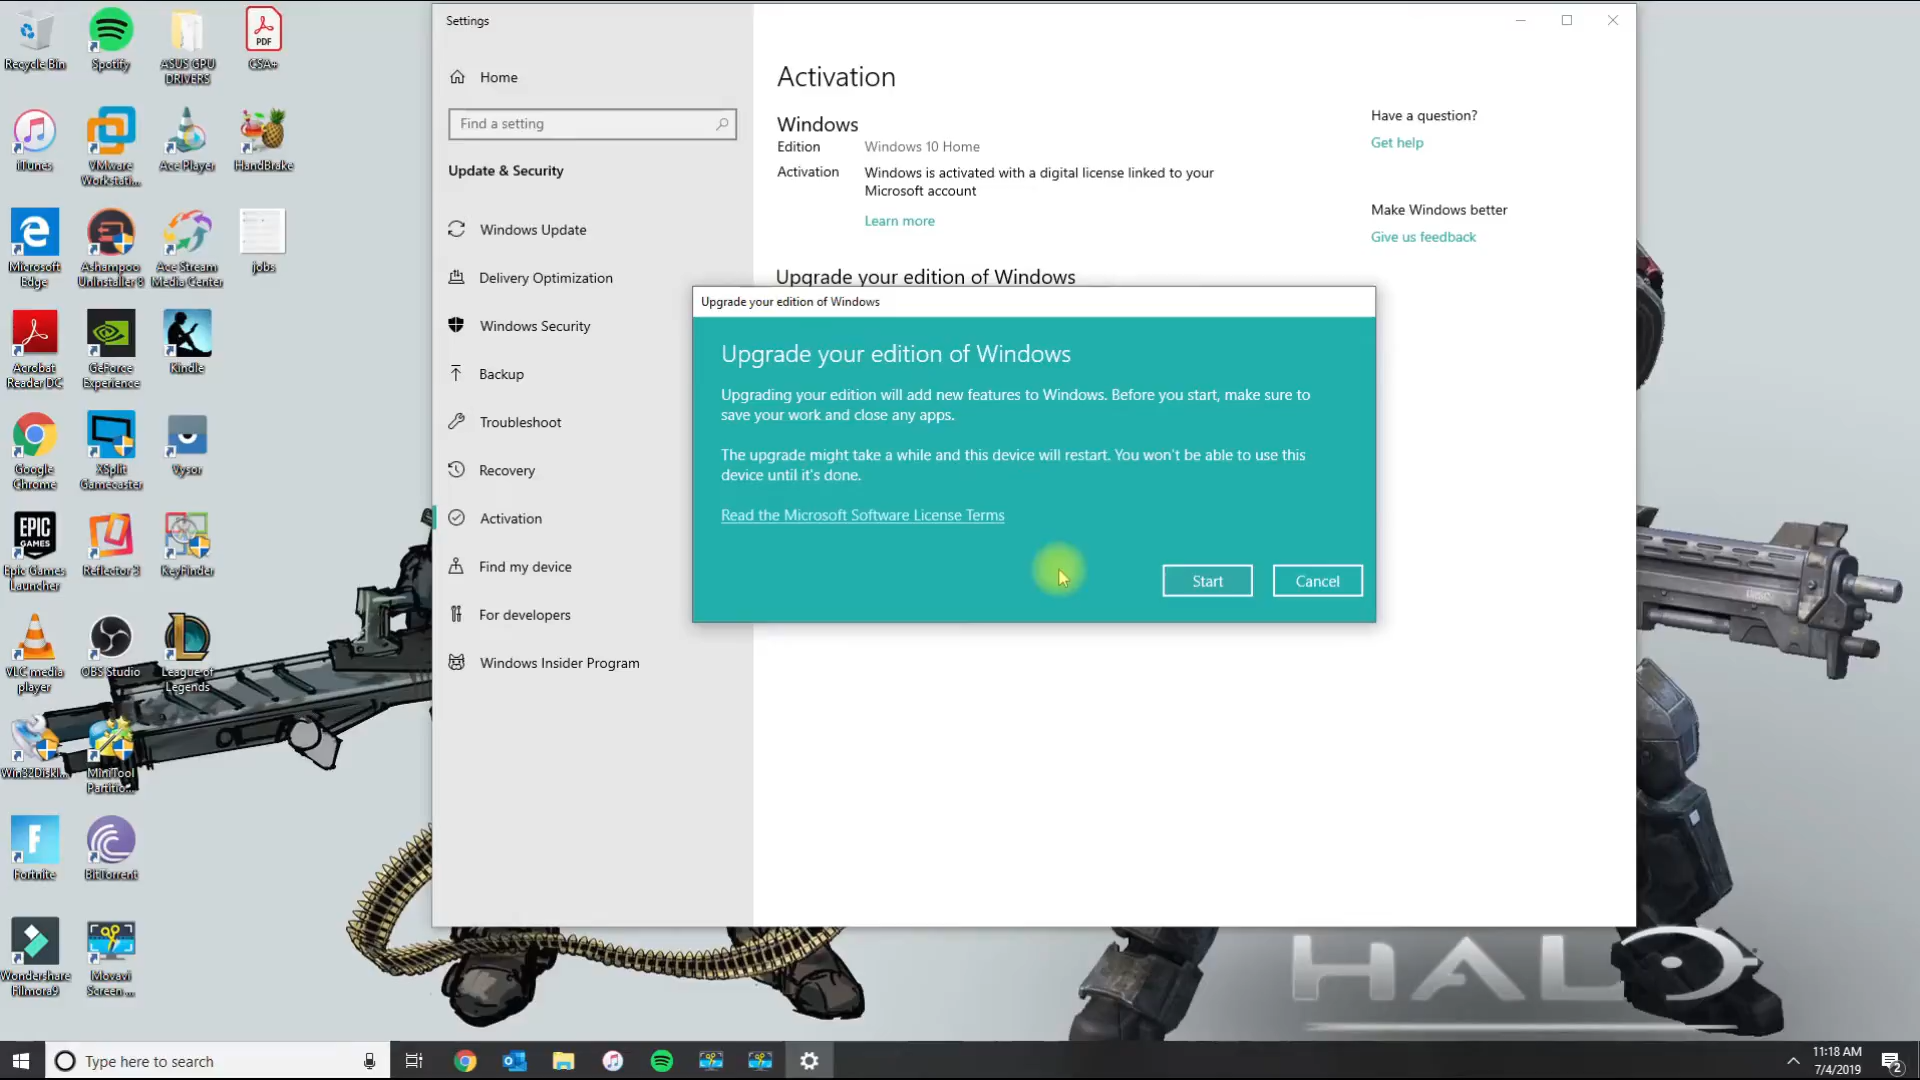 Recycle Bin
Spotify
ASUS GPU
DRIVERS
PDF
CSA+
iTunes
VMware
Workstati...
Ace Player
HandBrake
Microsoft
Edge
Ashampoo
UnInstaller 8
Ace Stream
Media Center
jobs
Acrobat
Reader DC
GeForce
Experience
Kindle
Google
Chrome
XSplit
Gamecaster
Vysor
EPIC
GAMES
Epic Games
Launcher
Reflector 3
KeyFinder
VLC media
player
OBS Studio
League of
Legends
Win32DiskI...
MiniTool
Partitio...
Fortnite
BitTorrent
Wondershare
Filmora9
Movavi
Screen ...
Settings
Home
Find a setting
Update & Security
Windows Update
Delivery Optimization
Windows Security
Backup
Troubleshoot
Recovery
Activation
Find my device
For developers
Windows Insider Program
Activation
Windows
Edition Windows 10 Home
Activation Windows is activated with a digital license linked to your
Microsoft account
Learn more
Upgrade your edition of Windows
Have a question?
Get help
Make Windows better
Give us feedback
Upgrade your edition of Windows
Upgrade your edition of Windows
Upgrading your edition will add new features to Windows. Before you start, make sure to
save your work and close any apps.
The upgrade might take a while and this device will restart. You won't be able to use this
device until it's done.
Read the Microsoft Software License Terms
Start
Cancel
HALO
Type here to search
11:18 AM
7/4/2019
2